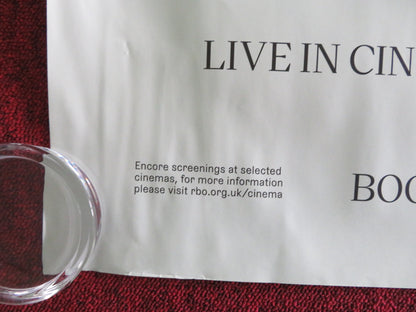 LIVE IN CIN
Encore screenings at selected
cinemas, for more information
please visit rbo.org.uk/cinema
BOO